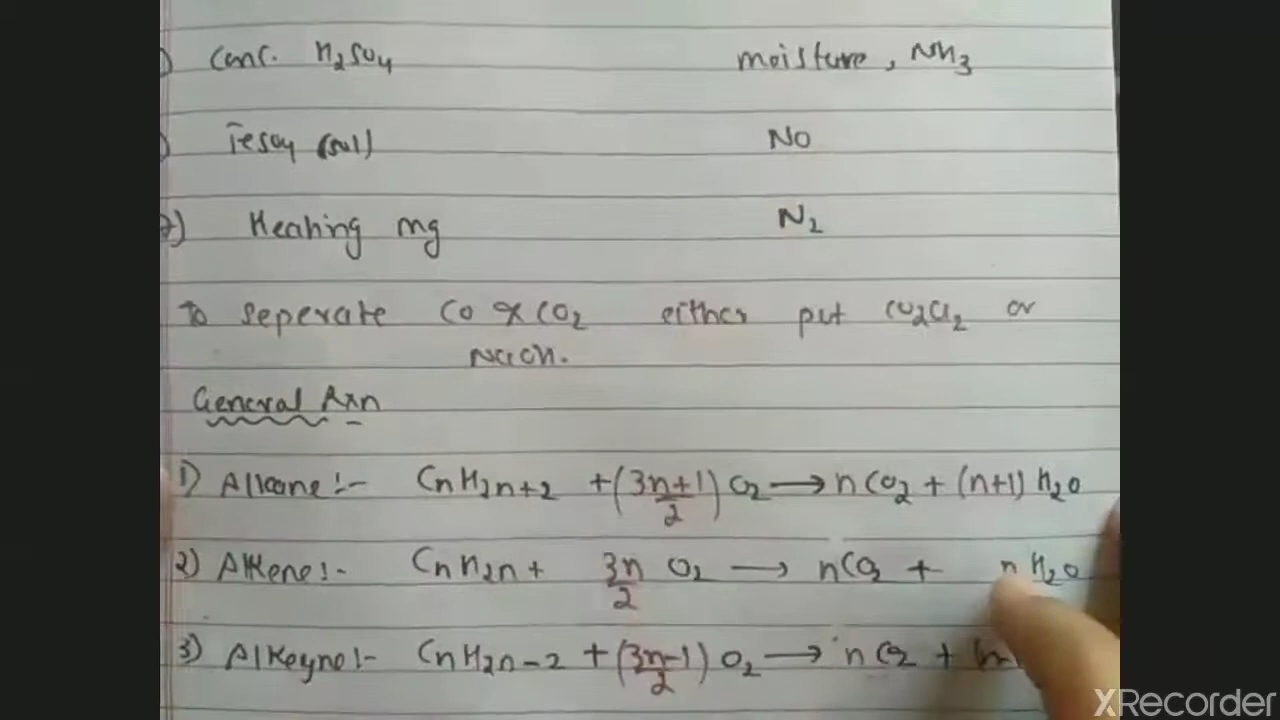 ) Conc. H2SO4 moisture, NH3
) FeSO4 (sol) NO
7) Heating mg N2
to seperate CO & CO2 either put Cu2Cl2 or
NaOH.
General Rxn
1) Alkane :- CnH2n+2 + (3n+1)/2 O2 → nCO2 + (n+1) H2O
2) Alkene :- CnH2n + 3n/2 O2 → nCO2 + nH2O
3) Alkeyne :- CnH2n-2 + (3n-1)/2 O2 → nCO2 +
XRecorder